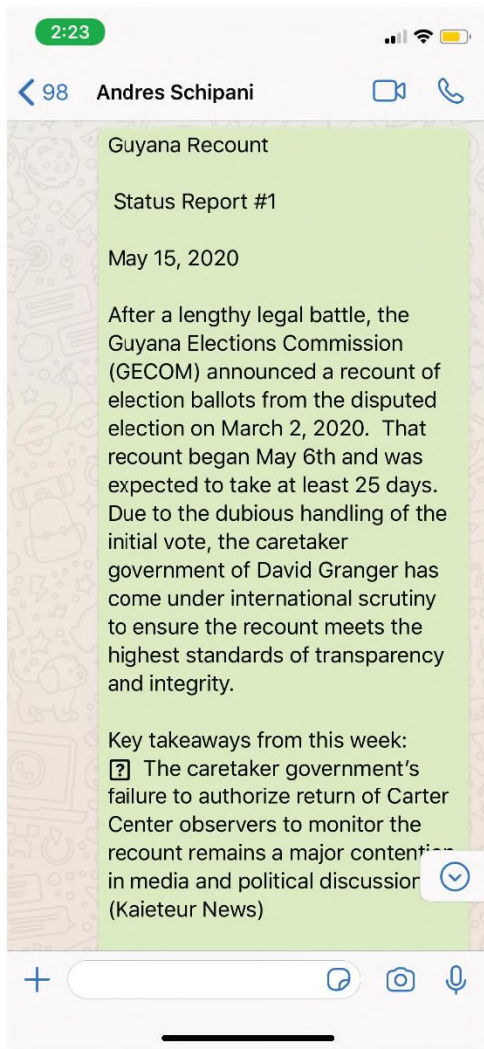 2:23
98 Andres Schipani
Guyana Recount
Status Report #1
May 15, 2020
After a lengthy legal battle, the
Guyana Elections Commission
(GECOM) announced a recount of
election ballots from the disputed
election on March 2, 2020.  That
recount began May 6th and was
expected to take at least 25 days.
Due to the dubious handling of the
initial vote, the caretaker
government of David Granger has
come under international scrutiny
to ensure the recount meets the
highest standards of transparency
and integrity.
Key takeaways from this week:
⍰ The caretaker government’s
failure to authorize return of Carter
Center observers to monitor the
recount remains a major
in media and political
(Kaieteur News)